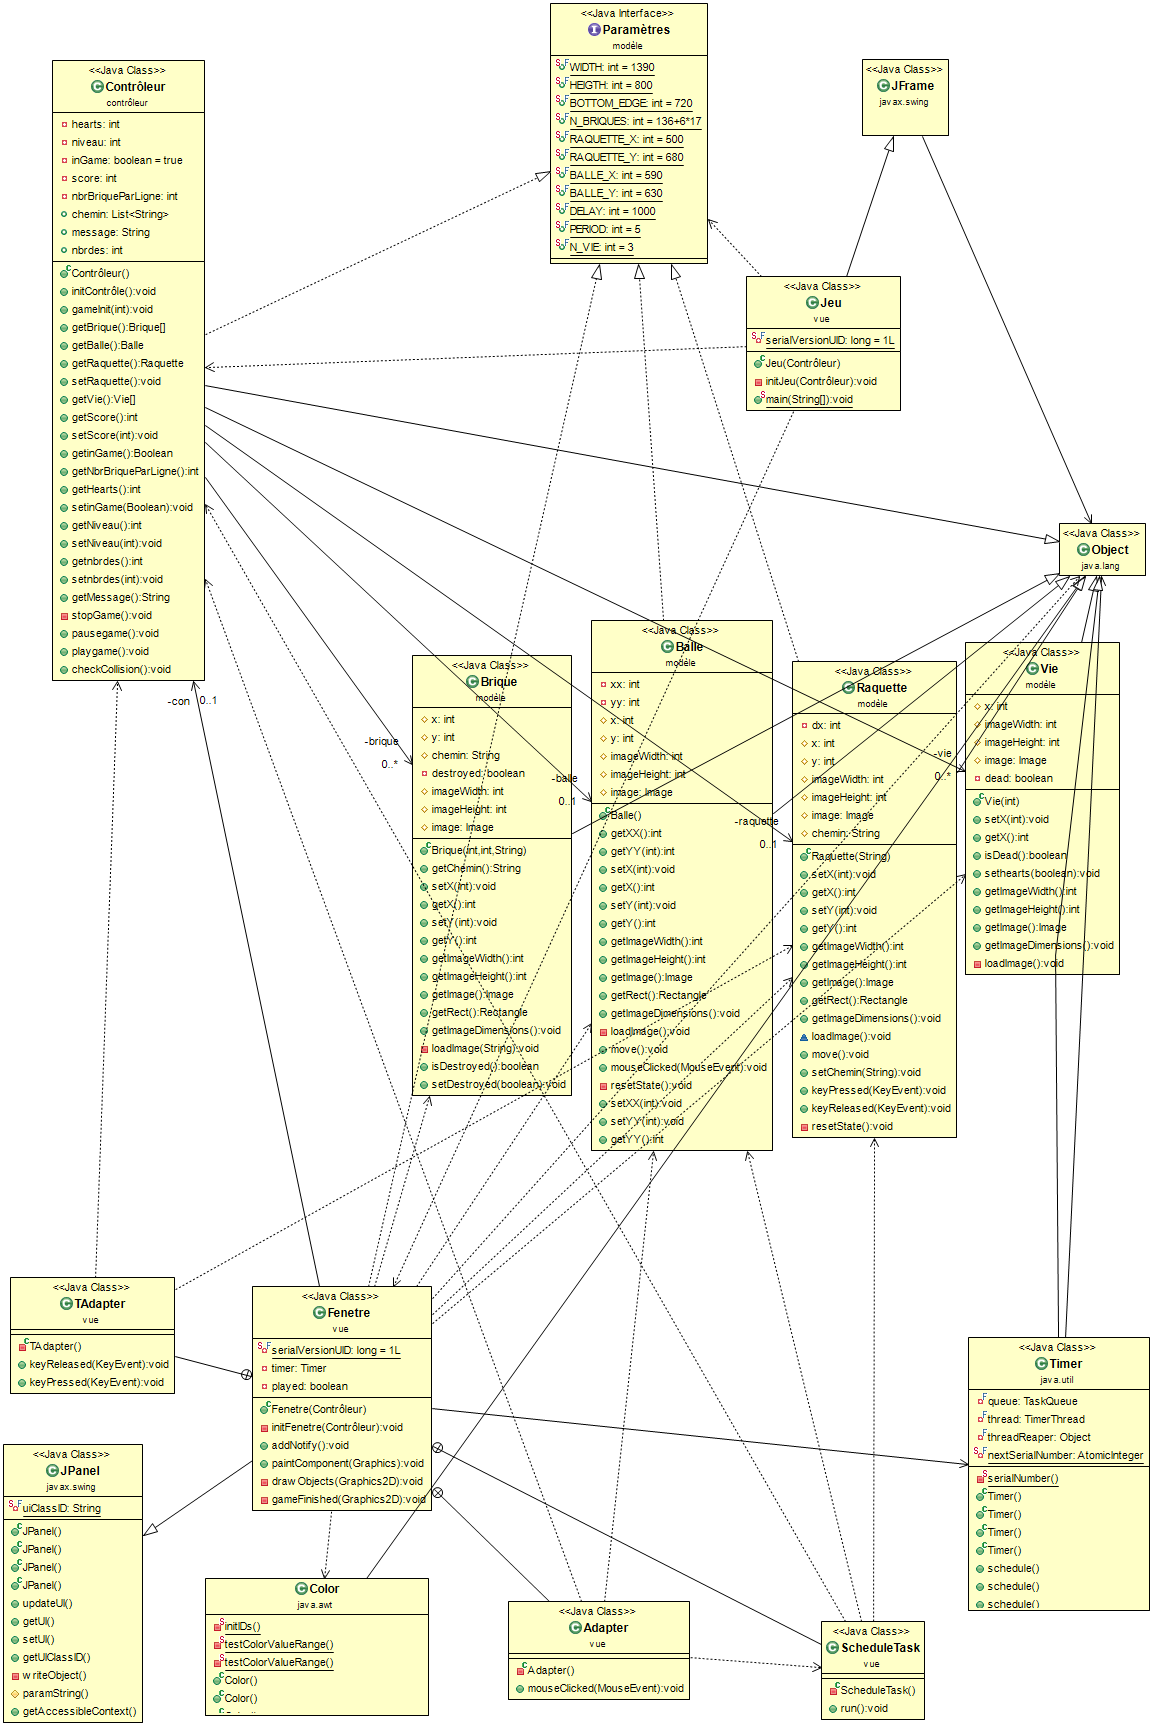 <<Java Interface>>
Paramètres
modèle
WIDTH: int = 1390
HEIGTH: int = 800
BOTTOM_EDGE: int = 720
N_BRIQUES: int = 136+6*17
RAQUETTE_X: int = 500
RAQUETTE_Y: int = 680
BALLE_X: int = 590
BALLE_Y: int = 630
DELAY: int = 1000
PERIOD: int = 5
N_VIE: int = 3
<<Java Class>>
Contrôleur
contrôleur
hearts: int
niveau: int
inGame: boolean = true
score: int
nbrBriqueParLigne: int
chemin: List<String>
message: String
nbrdes: int
Contrôleur()
initContrôle():void
gameInit(int):void
getBrique():Brique[]
getBalle():Balle
getRaquette():Raquette
setRaquette():void
getVie():Vie[]
getScore():int
setScore(int):void
getinGame():Boolean
getNbrBriqueParLigne():int
getHearts():int
setinGame(Boolean):void
getNiveau():int
setNiveau(int):void
getnbrdes():int
setnbrdes(int):void
getMessage():String
stopGame():void
pausegame():void
playgame():void
checkCollision():void
<<Java Class>>
JFrame
javax.swing
<<Java Class>>
Jeu
vue
serialVersionUID: long = 1L
Jeu(Contrôleur)
initJeu(Contrôleur):void
main(String[]):void
<<Java Class>>
Object
java.lang
-con 0..1
-brique
0..*
-balle
0..1
-raquette
0..1
-vie
0..*
<<Java Class>>
Brique
modèle
x: int
y: int
chemin: String
destroyed: boolean
imageWidth: int
imageHeight: int
image: Image
Brique(int,int,String)
getChemin():String
setX(int):void
getX():int
setY(int):void
getY():int
getImageWidth():int
getImageHeight():int
getImage():Image
getRect():Rectangle
getImageDimensions():void
loadImage(String):void
isDestroyed():boolean
setDestroyed(boolean):void
<<Java Class>>
Balle
modèle
xx: int
yy: int
x: int
y: int
imageWidth: int
imageHeight: int
image: Image
Balle()
getXX():int
getYY(int):int
setX(int):void
getX():int
setY(int):void
getY():int
getImageWidth():int
getImageHeight():int
getImage():Image
getRect():Rectangle
getImageDimensions():void
loadImage():void
move():void
mouseClicked(MouseEvent):void
resetState():void
setXX(int):void
setYY(int):void
getYY():int
<<Java Class>>
Raquette
modèle
dx: int
x: int
y: int
imageWidth: int
imageHeight: int
image: Image
chemin: String
Raquette(String)
setX(int):void
getX():int
setY(int):void
getY():int
getImageWidth():int
getImageHeight():int
getImage():Image
getRect():Rectangle
getImageDimensions():void
loadImage():void
move():void
setChemin(String):void
keyPressed(KeyEvent):void
keyReleased(KeyEvent):void
resetState():void
<<Java Class>>
Vie
modèle
x: int
imageWidth: int
imageHeight: int
image: Image
dead: boolean
Vie(int)
setX(int):void
getX():int
isDead():boolean
sethearts(boolean):void
getImageWidth():int
getImageHeight():int
getImage():Image
getImageDimensions():void
loadImage():void
<<Java Class>>
TAdapter
vue
TAdapter()
keyReleased(KeyEvent):void
keyPressed(KeyEvent):void
<<Java Class>>
Fenetre
vue
serialVersionUID: long = 1L
timer: Timer
played: boolean
Fenetre(Contrôleur)
initFenetre(Contrôleur):void
addNotify():void
paintComponent(Graphics):void
drawObjects(Graphics2D):void
gameFinished(Graphics2D):void
<<Java Class>>
Timer
java.util
queue: TaskQueue
thread: TimerThread
threadReaper: Object
nextSerialNumber: AtomicInteger
serialNumber()
Timer()
Timer()
Timer()
Timer()
schedule()
schedule()
schedule()
<<Java Class>>
JPanel
javax.swing
uiClassID: String
JPanel()
JPanel()
JPanel()
JPanel()
updateUI()
getUI()
setUI()
getUIClassID()
writeObject()
paramString()
getAccessibleContext()
Color
java.awt
initIDs()
testColorValueRange()
testColorValueRange()
Color()
Color()
<<Java Class>>
Adapter
vue
Adapter()
mouseClicked(MouseEvent):void
<<Java Class>>
ScheduleTask
vue
ScheduleTask()
run():void